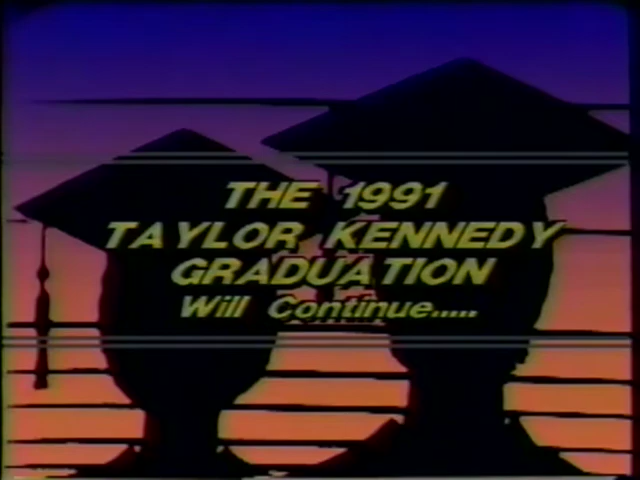 THE 1991
TAYLOR KENNEDY
GRADUATION
Will Continue.....